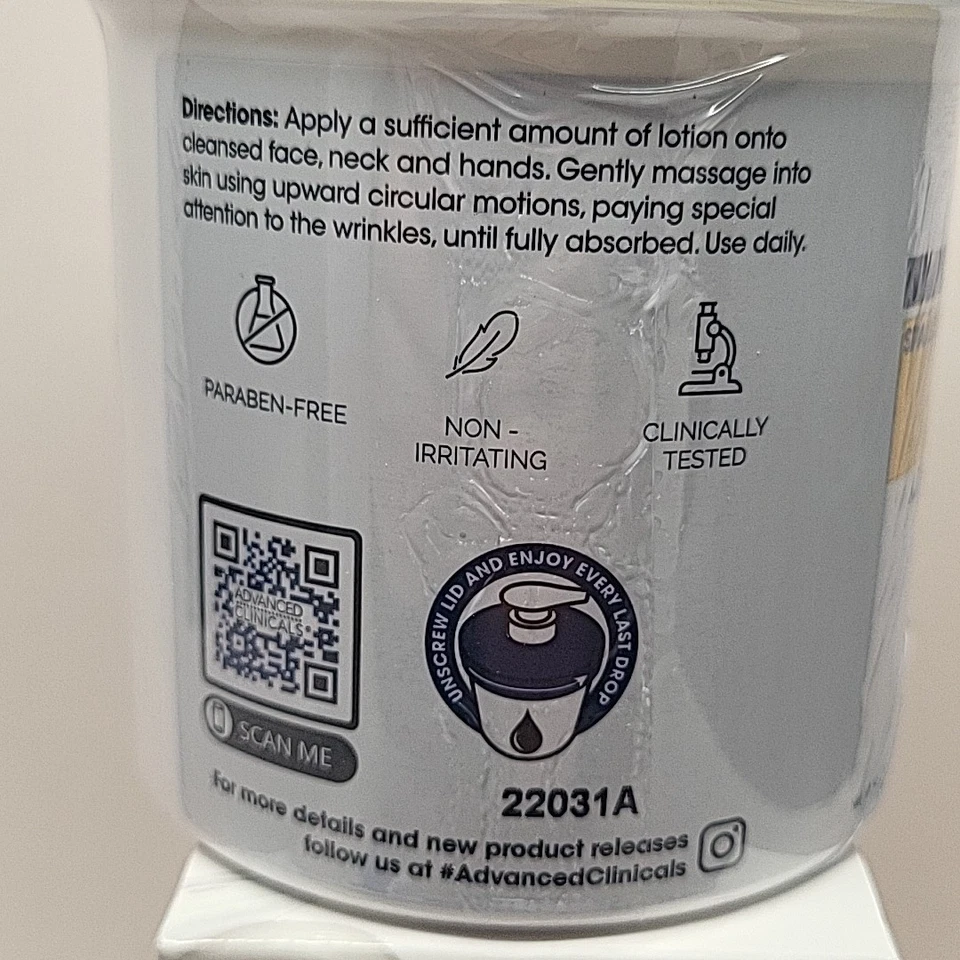 Directions: Apply a sufficient amount of lotion onto
cleansed face, neck and hands. Gently massage into
skin using upward circular motions, paying special
attention to the wrinkles, until fully absorbed. Use daily.
PARABEN-FREE
NON -
IRRITATING
CLINICALLY
TESTED
ADVANCED
CLINICALS®
SCAN ME
UNSCREW LID AND ENJOY EVERY LAST DROP
22031A
For more details and new product releases
follow us at #AdvancedClinicals